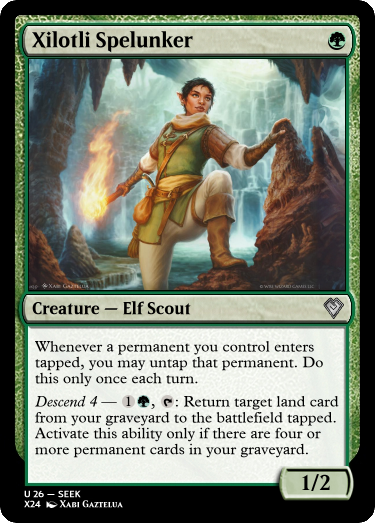 Xilotli Spelunker
Creature — Elf Scout
Whenever a permanent you control enters
tapped, you may untap that permanent. Do
this only once each turn.
Descend 4 — 1, : Return target land card
from your graveyard to the battlefield tapped.
Activate this ability only if there are four or
more permanent cards in your graveyard.
1/2
U 26 — SEEK
X24 Xabi Gaztelua